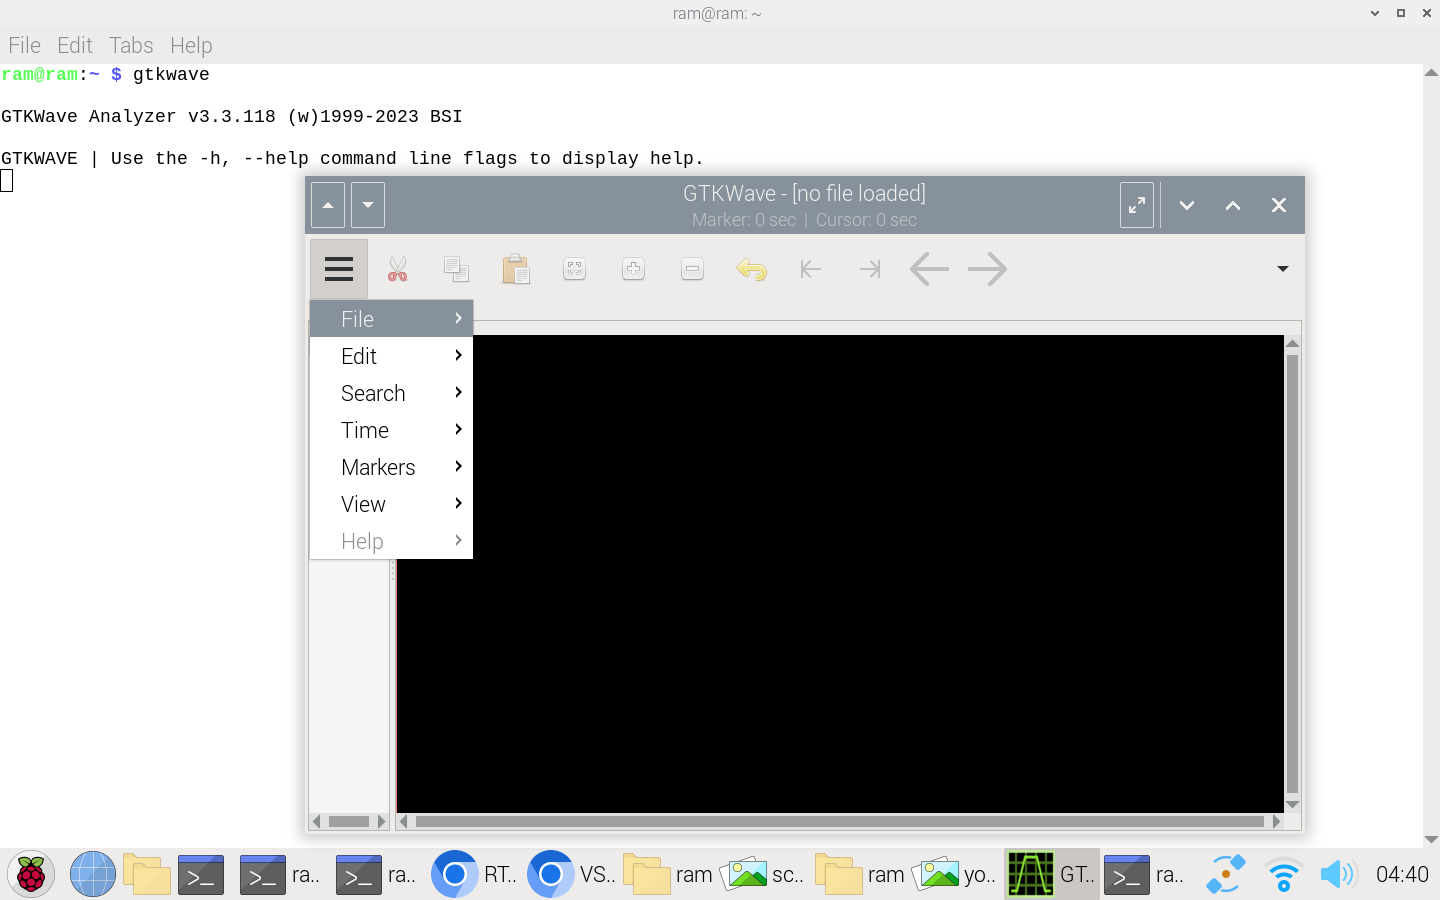 ram@ram: ~
File Edit Tabs Help
ram@ram:~ $ gtkwave
GTKWave Analyzer v3.3.118 (w)1999-2023 BSI
GTKWAVE | Use the -h, --help command line flags to display help.
GTKWave - [no file loaded]
Marker: 0 sec | Cursor: 0 sec
File
Edit
Search
Time
Markers
View
Help
ra.. ra.. RT.. VS.. ram sc.. ram yo.. GT.. ra.. 04:40